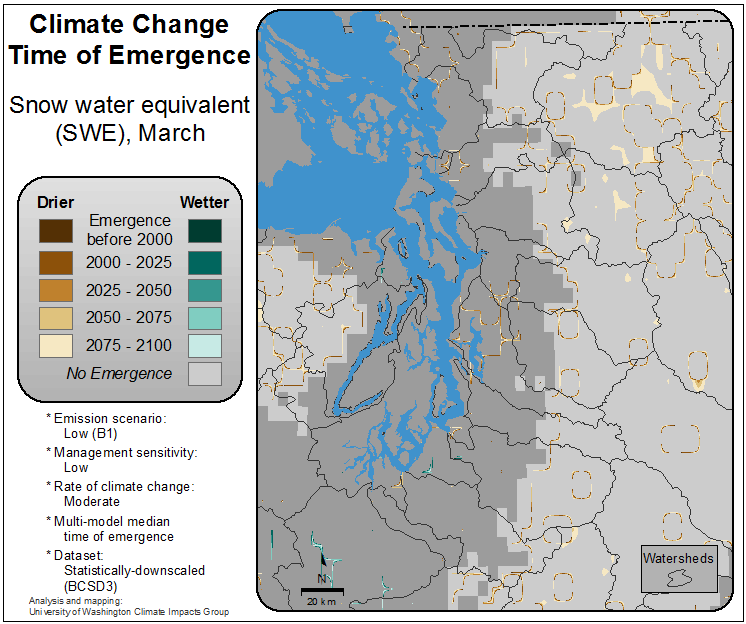 Climate Change
Time of Emergence
Snow water equivalent
(SWE), March
Drier
Wetter
Emergence
before 2000
2000 - 2025
2025 - 2050
2050 - 2075
2075 - 2100
No Emergence
* Emission scenario:
Low (B1)
* Management sensitivity:
Low
* Rate of climate change:
Moderate
* Multi-model median
time of emergence
* Dataset:
Statistically-downscaled
(BCSD3)
Analysis and mapping:
University of Washington Climate Impacts Group
N
20 km
Watersheds